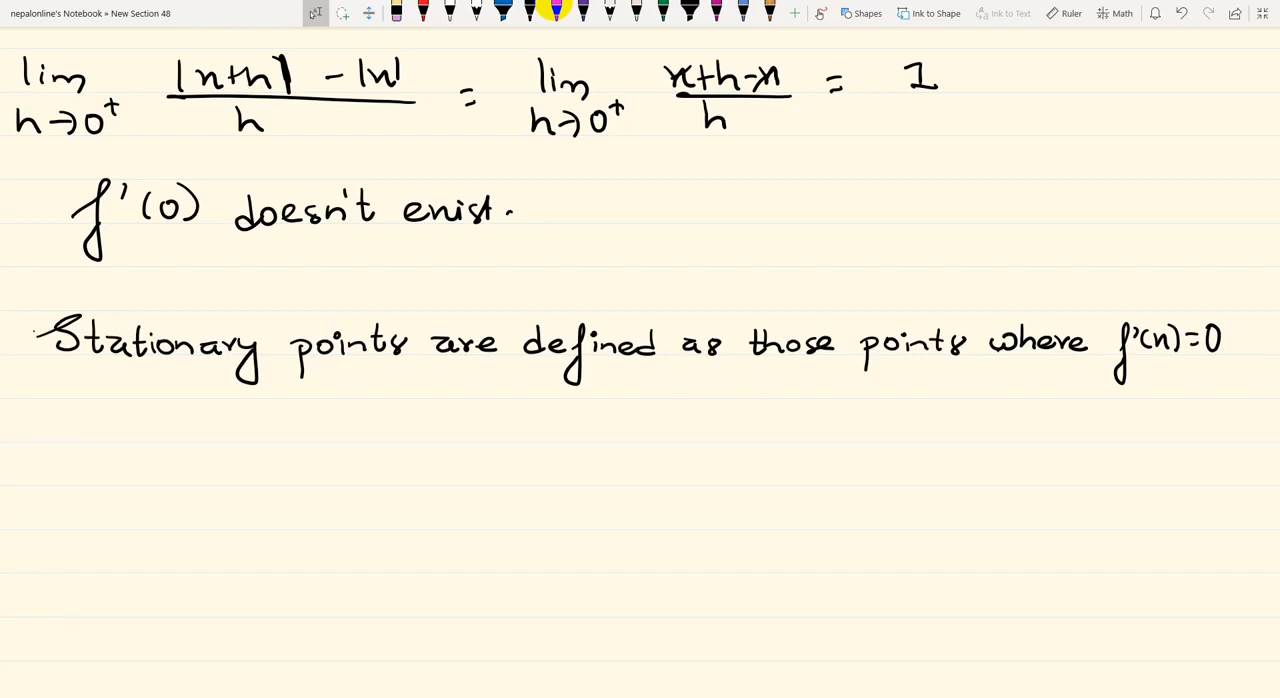 nepalonline's Notebook » New Section 48
Shapes Ink to Shape Ink to Text Ruler Math
lim h→0⁺ |x+h| - |x| / h = lim h→0⁺ x+h-x / h = 1
f'(0) doesn't exist.
Stationary points are defined as those points where f'(x)=0